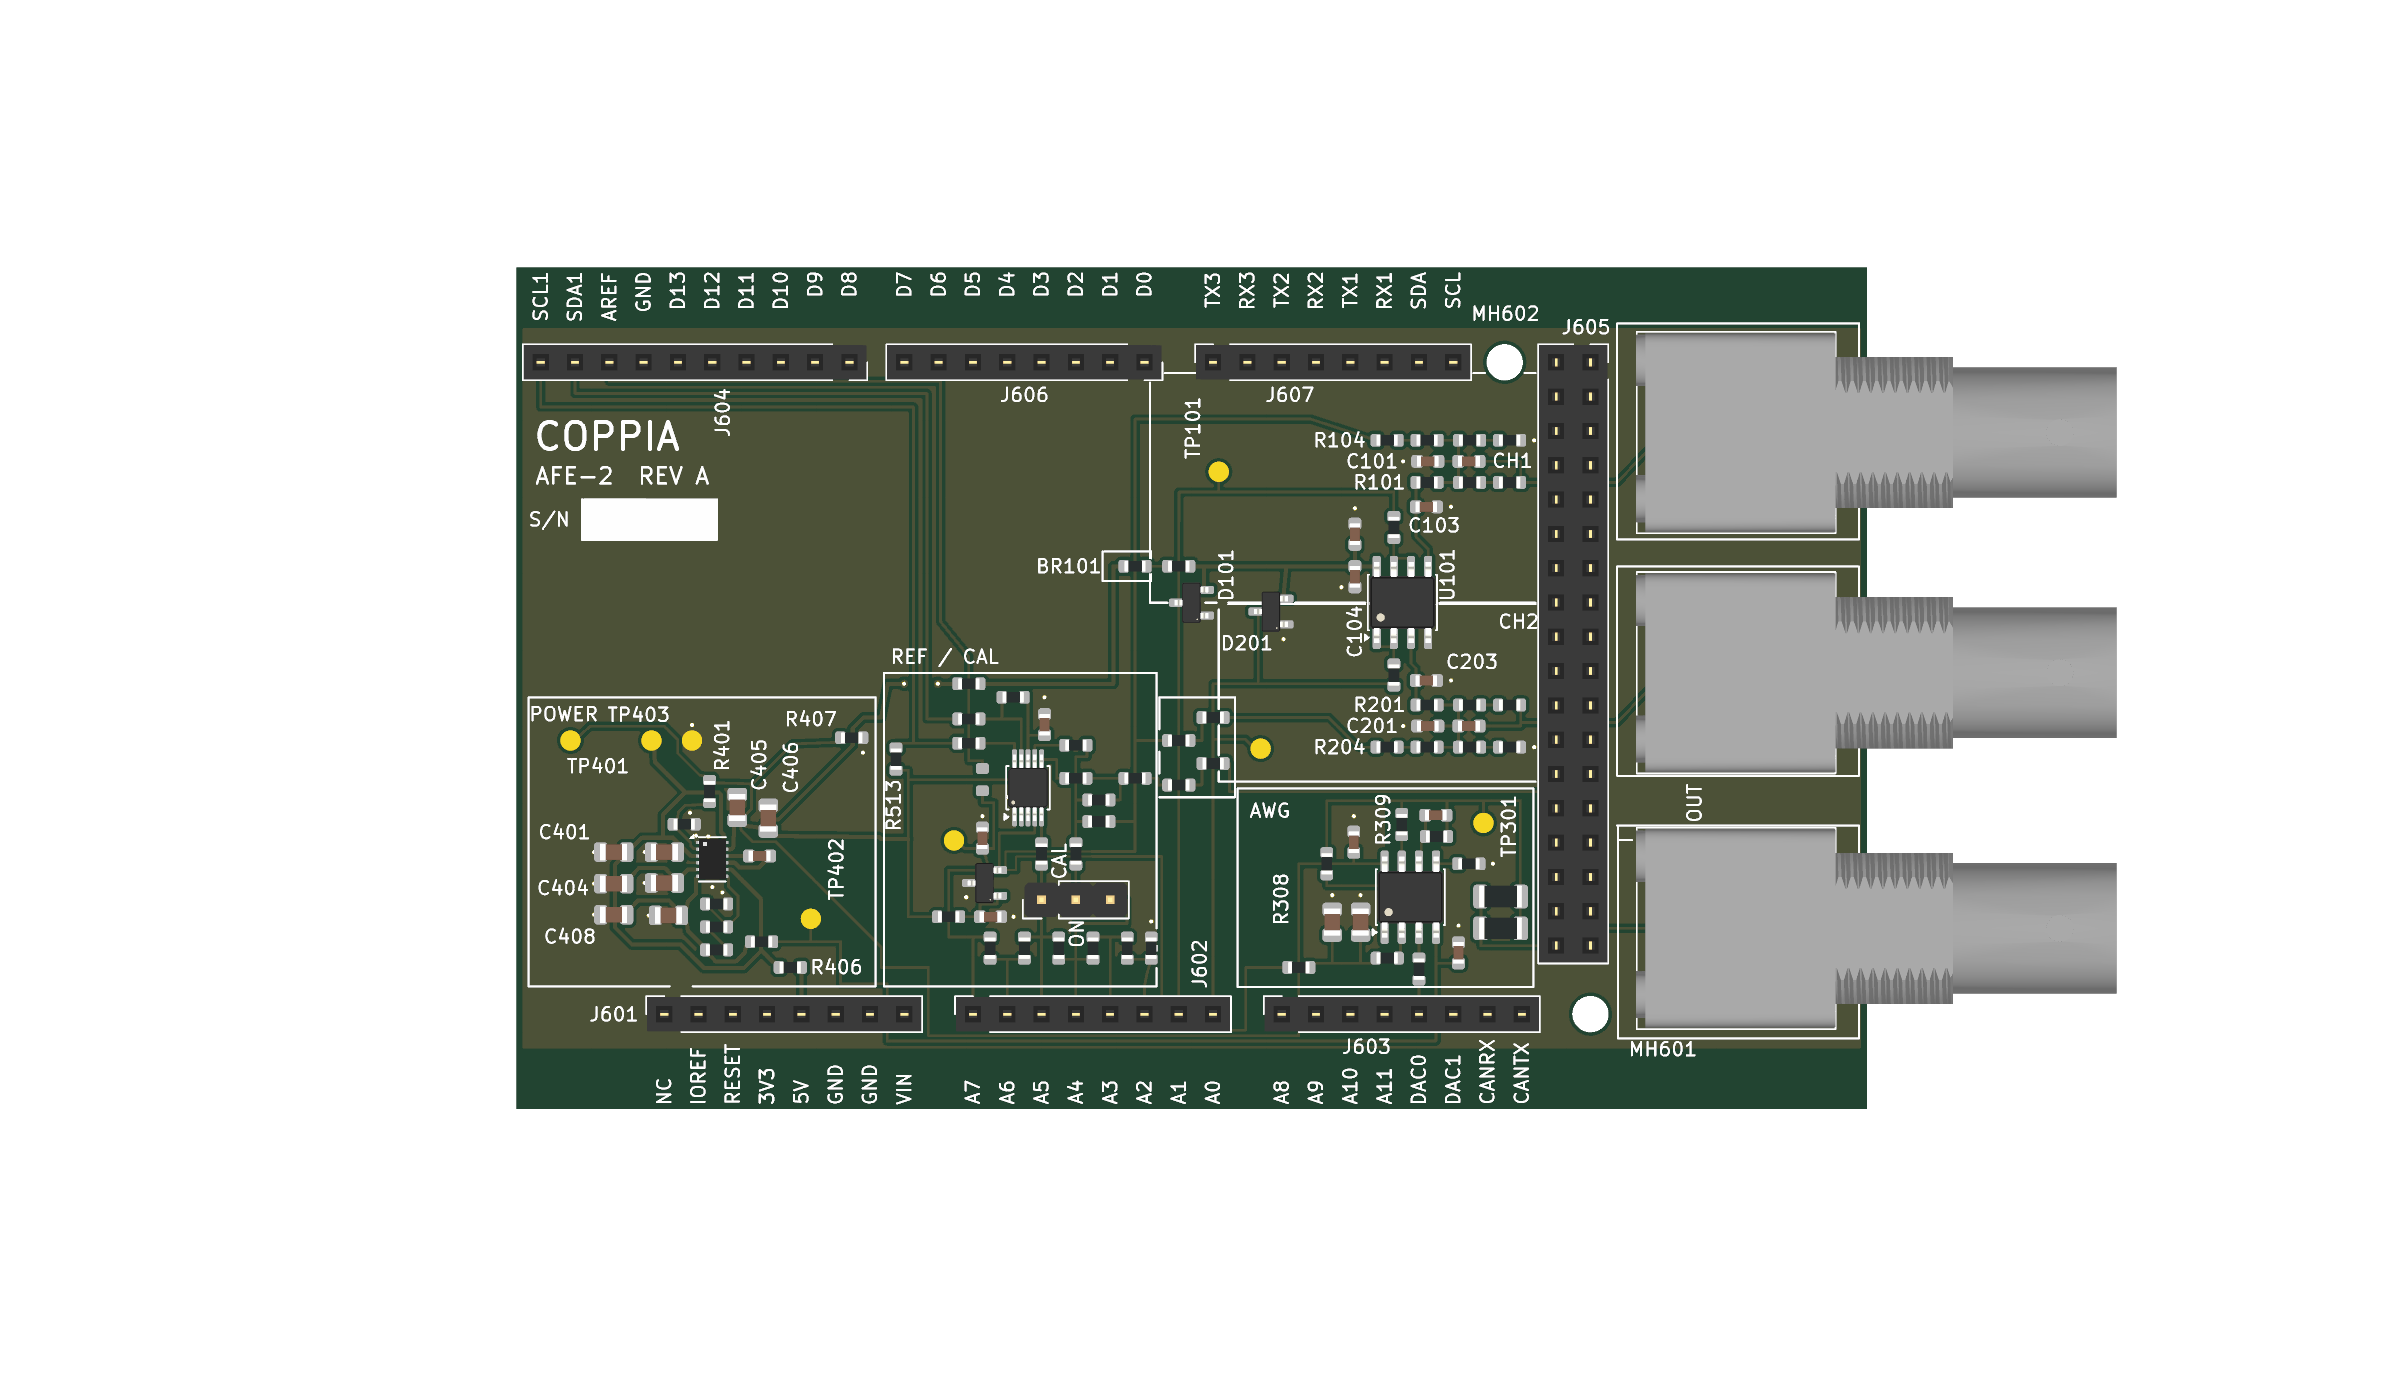 SCL1 SDA1 AREF GND D13 D12 D11 D10 D9 D8 D7 D6 D5 D4 D3 D2 D1 D0 TX3 RX3 TX2 RX2 TX1 RX1 SDA SCL
MH602
J605
J604
J606
J607
COPPIA
AFE-2 REV A
S/N
TP101
R104
C101
CH1
R101
C103
BR101
D101
U101
C104
CH2
D201
C203
REF / CAL
R201
C201
R204
POWER
TP403
TP401
R401
R407
C405
C406
R513
C401
C404
C408
TP402
R406
CAL
ON
AWG
R309
TP301
R308
OUT
J601
J602
J603
MH601
NC IOREF RESET 3V3 5V GND GND VIN A7 A6 A5 A4 A3 A2 A1 A0 A8 A9 A10 A11 DAC0 DAC1 CANRX CANTX